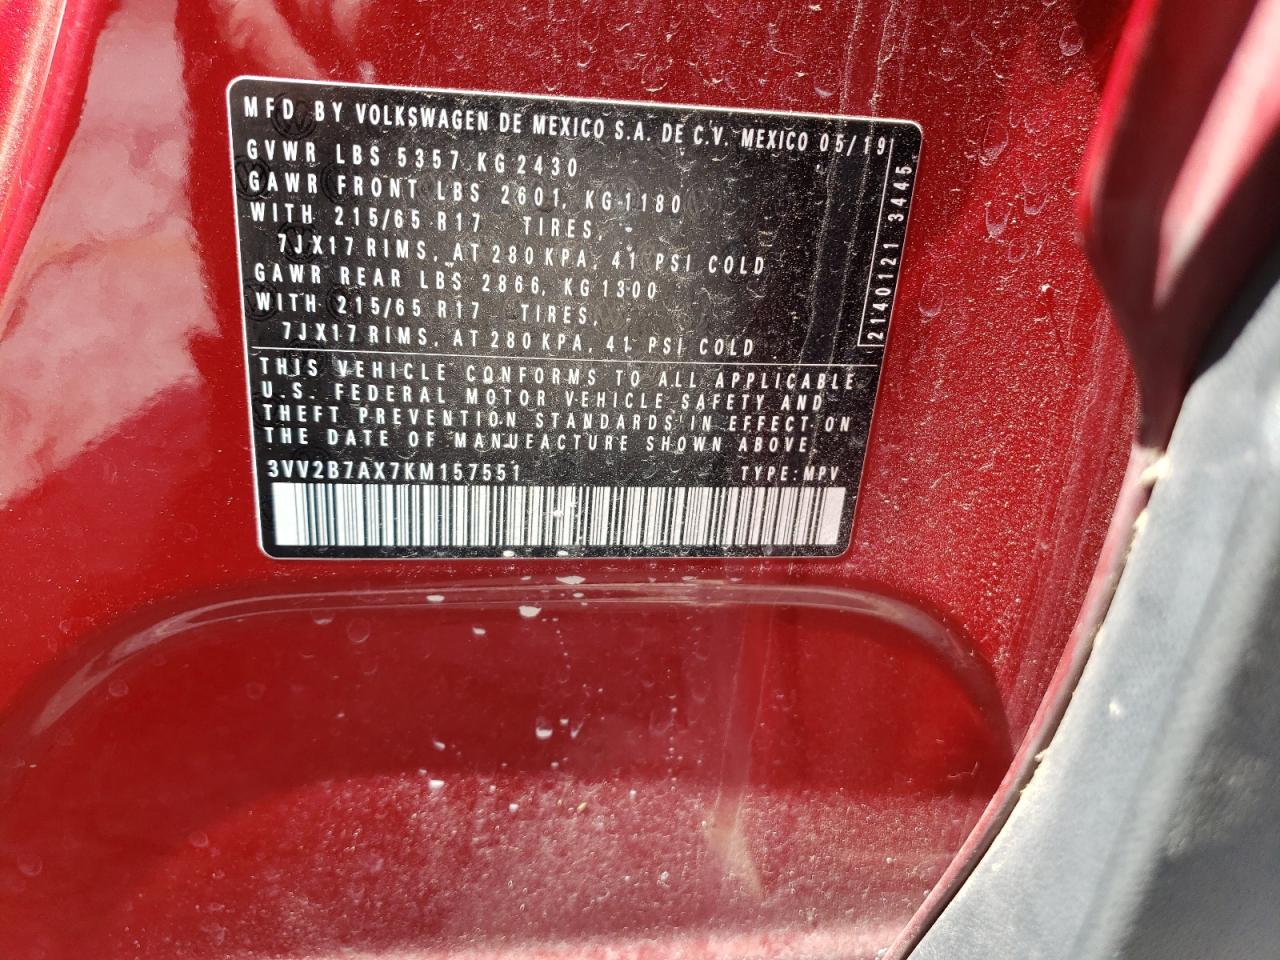 MFD BY VOLKSWAGEN DE MEXICO S.A. DE C.V. MEXICO 05/19
GVWR LBS 5357 KG 2430
GAWR FRONT LBS 2601, KG 1180
WITH 215/65 R17 TIRES,
7JX17 RIMS, AT 280 KPA, 41 PSI COLD
GAWR REAR LBS 2866, KG 1300
WITH 215/65 R17 TIRES,
7JX17 RIMS, AT 280 KPA, 41 PSI COLD
2140121 3445
THIS VEHICLE CONFORMS TO ALL APPLICABLE
U.S. FEDERAL MOTOR VEHICLE SAFETY AND
THEFT PREVENTION STANDARDS IN EFFECT ON
THE DATE OF MANUFACTURE SHOWN ABOVE
3VV2B7AX7KM157551 TYPE: MPV